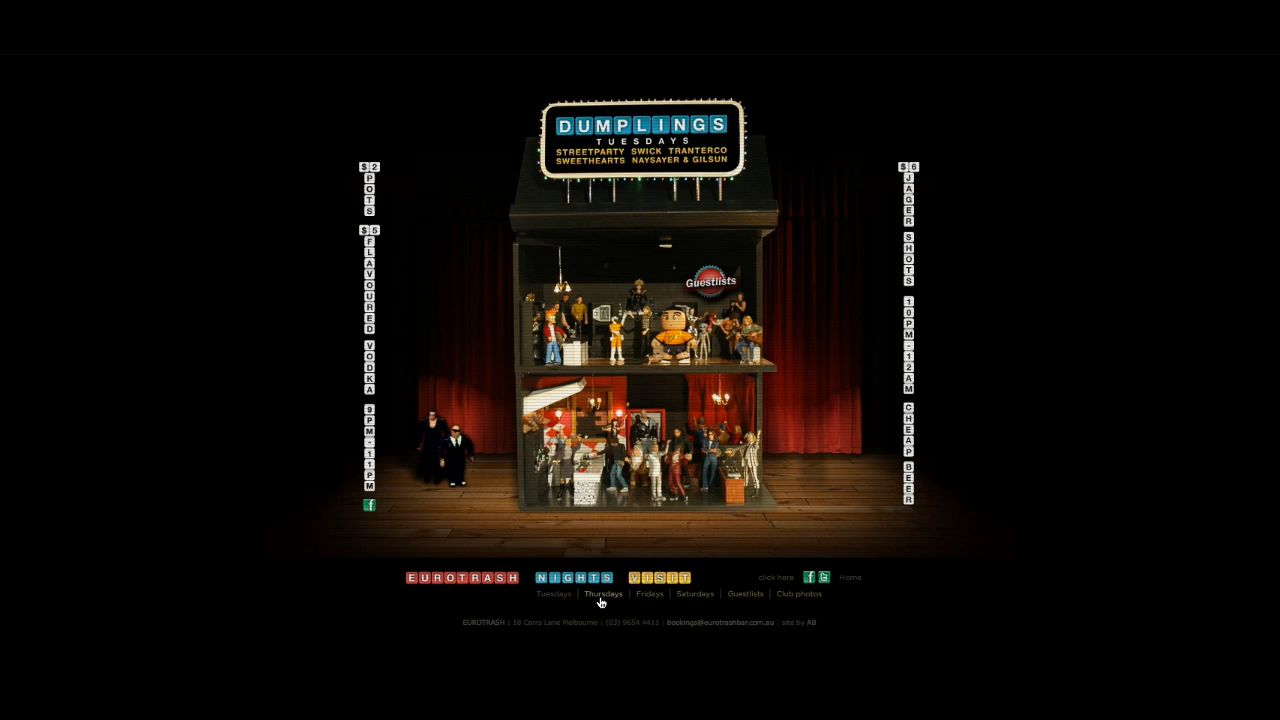 DUMPLINGS
TUESDAYS
STREETPARTY SWICK TRANTERCO
SWEETHEARTS NAYSAYER & GILSUN
$2 POTS
$5 FLAVOURED VODKA 9PM-11PM
f
$6 JAGER SHOTS 10PM-12AM CHEAP BEER
Guestlists
EUROTRASH NIGHTS VISIT click here f Home
Tuesdays | Thursdays | Fridays | Saturdays | Guestlists | Club photos
EUROTRASH : 18 Corrs Lane Melbourne | (03) 9654 4411 | bookings@eurotrashbar.com.au | site by AB